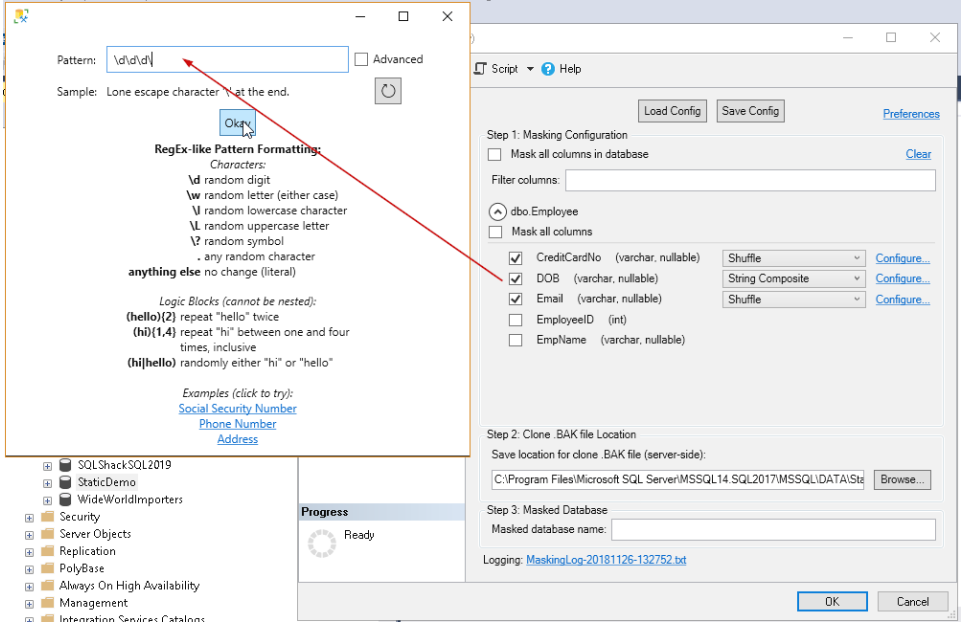 Pattern: \d\d\d\ Advanced
Sample: Lone escape character '\' at the end.
Okay
RegEx-like Pattern Formatting:
Characters:
\d random digit
\w random letter (either case)
\l random lowercase character
\L random uppercase letter
\? random symbol
. any random character
anything else no change (literal)
Logic Blocks (cannot be nested):
(hello){2} repeat "hello" twice
(hi){1,4} repeat "hi" between one and four
times, inclusive
(hi|hello) randomly either "hi" or "hello"
Examples (click to try):
Social Security Number
Phone Number
Address
Script Help
Load Config Save Config Preferences
Step 1: Masking Configuration
Mask all columns in database Clear
Filter columns:
dbo.Employee
Mask all columns
CreditCardNo (varchar, nullable) Shuffle Configure...
DOB (varchar, nullable) String Composite Configure...
Email (varchar, nullable) Shuffle Configure...
EmployeeID (int)
EmpName (varchar, nullable)
Step 2: Clone .BAK file Location
Save location for clone .BAK file (server-side):
C:\Program Files\Microsoft SQL Server\MSSQL14.SQL2017\MSSQL\DATA\Sta Browse...
Step 3: Masked Database
Masked database name:
Logging: MaskingLog-20181126-132752.txt
OK Cancel
SQLShackSQL2019
StaticDemo
WideWorldImporters
Security
Server Objects
Replication
PolyBase
Always On High Availability
Management
Integration Services Catalogs
Progress
Ready